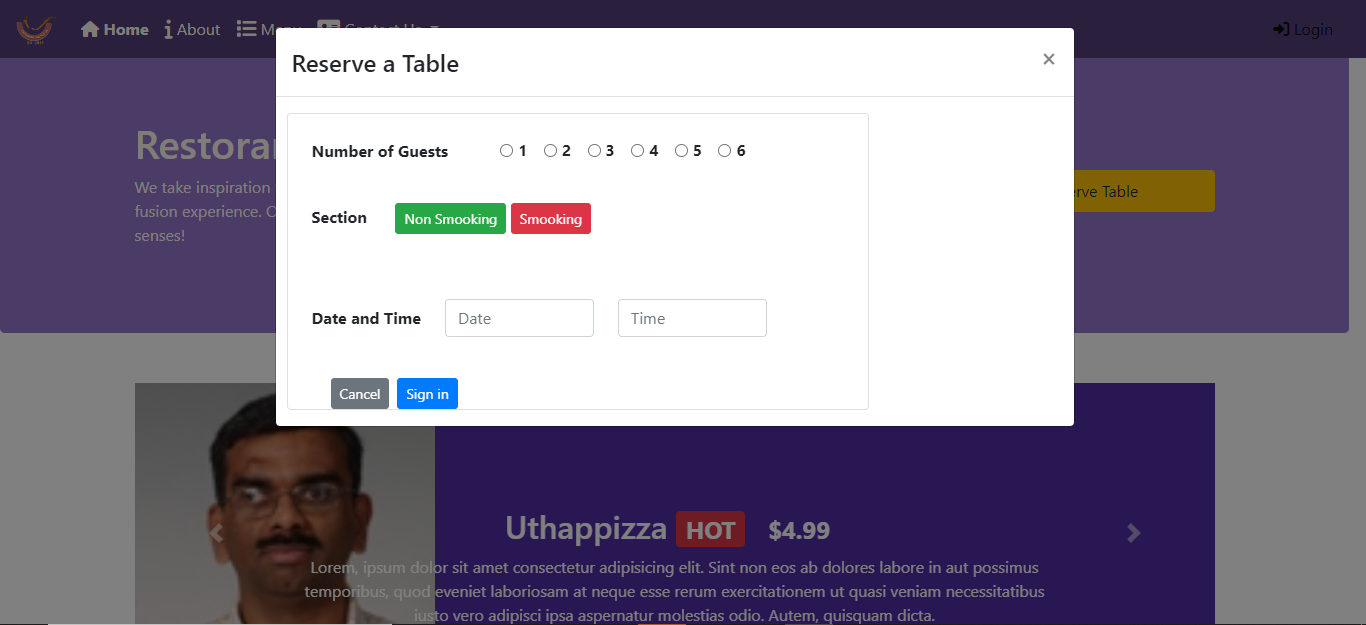 Home About Menu Contact Us Login
Reserve a Table ×
Restoran
We take inspiration
fusion experience.
senses!
Number of Guests 1 2 3 4 5 6
erve Table
Section Non Smooking Smooking
Date and Time Date Time
Cancel Sign in
Uthappizza HOT $4.99
Lorem, ipsum dolor sit amet consectetur adipisicing elit. Sint non eos ab dolores labore in aut possimus
temporibus, quod eveniet laboriosam at neque esse rerum exercitationem ut quasi veniam necessitatibus
iusto vero adipisci ipsa aspernatur molestias odio. Autem, quisquam dicta.